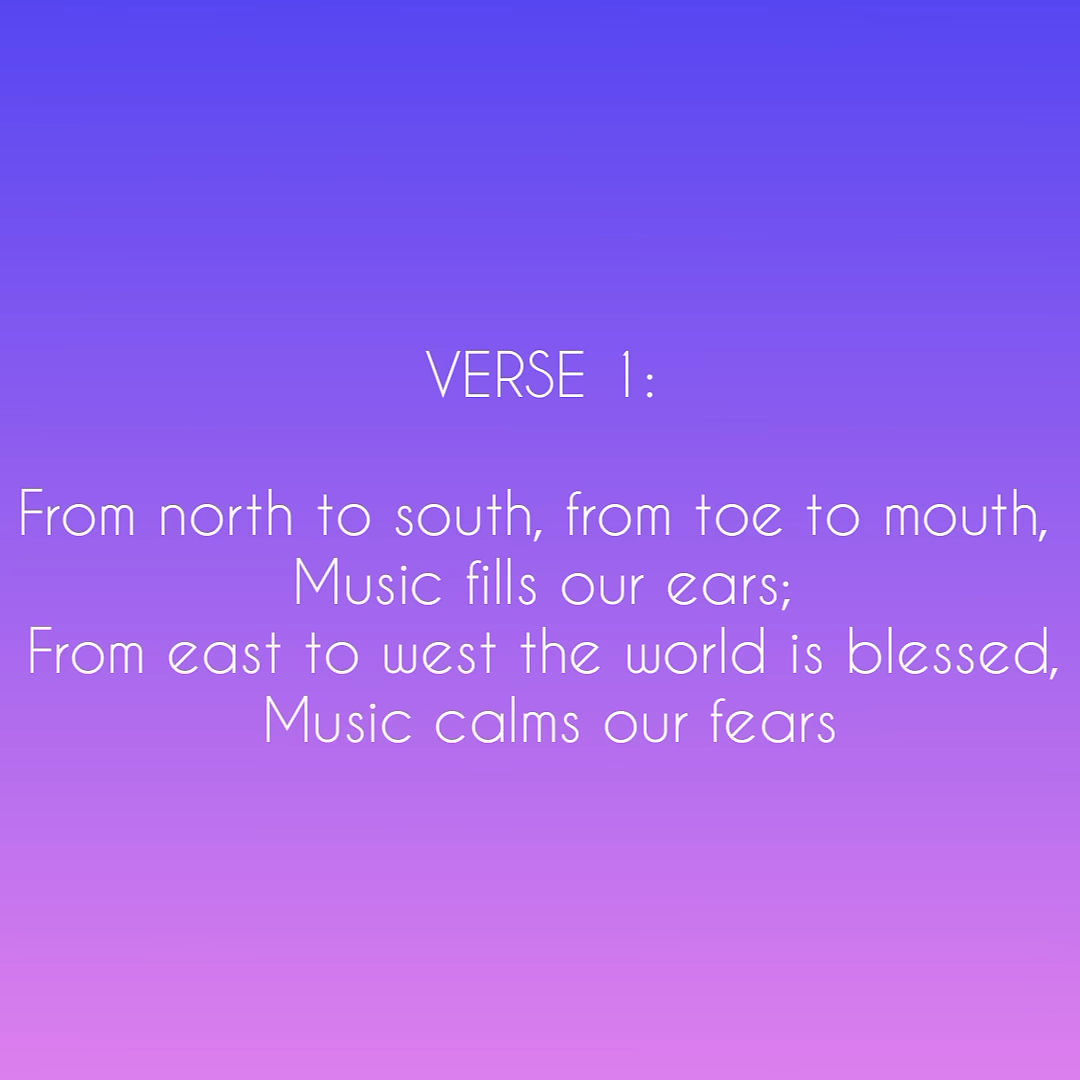 VERSE 1:
From north to south, from toe to mouth,
Music fills our ears;
From east to west the world is blessed,
Music calms our fears